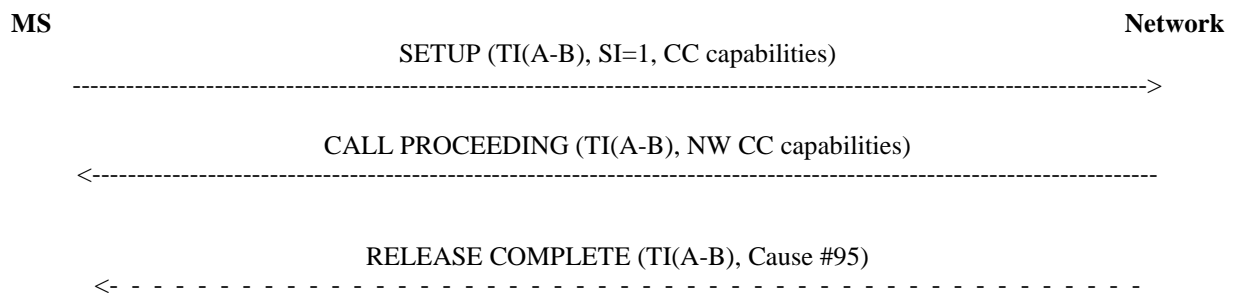 MS Network
SETUP (TI(A-B), SI=1, CC capabilities)
CALL PROCEEDING (TI(A-B), NW CC capabilities)
RELEASE COMPLETE (TI(A-B), Cause #95)